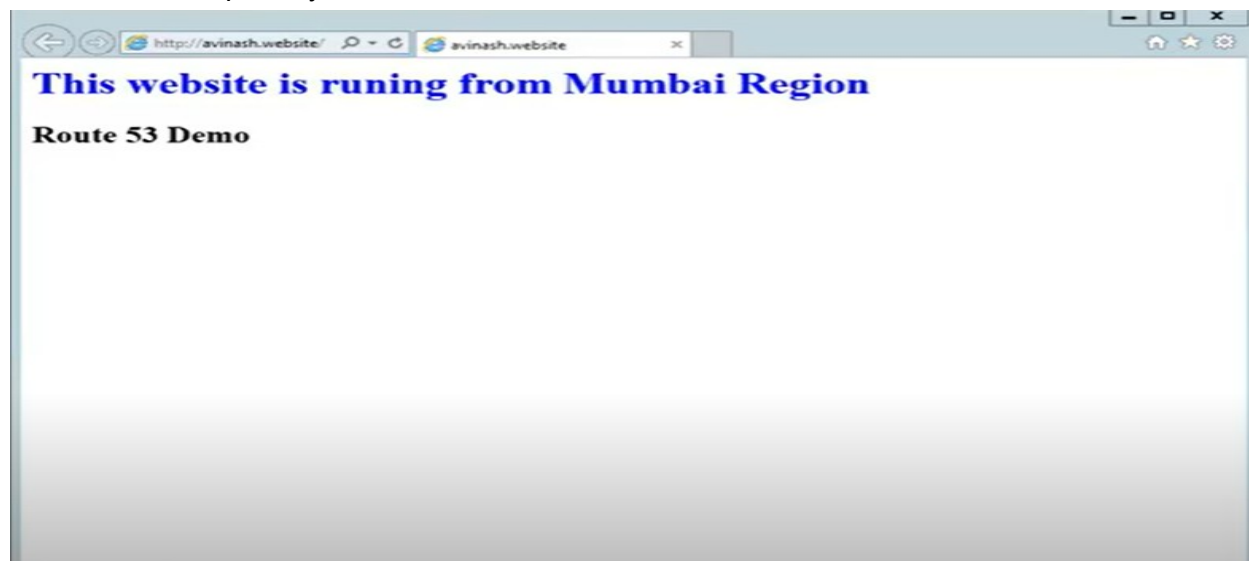 http://avinash.website/
avinash.website
This website is runing from Mumbai Region
Route 53 Demo